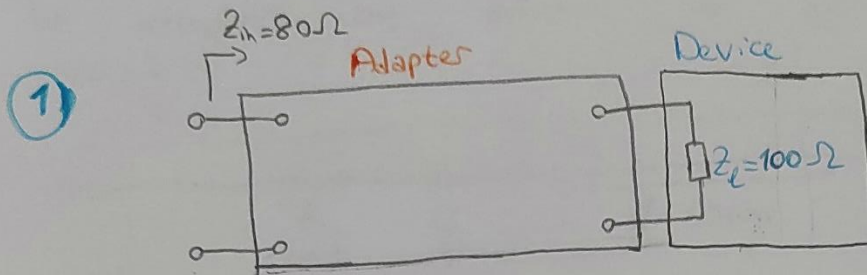 Zin=80Ω
Adapter
Device
1
Zℓ=100Ω